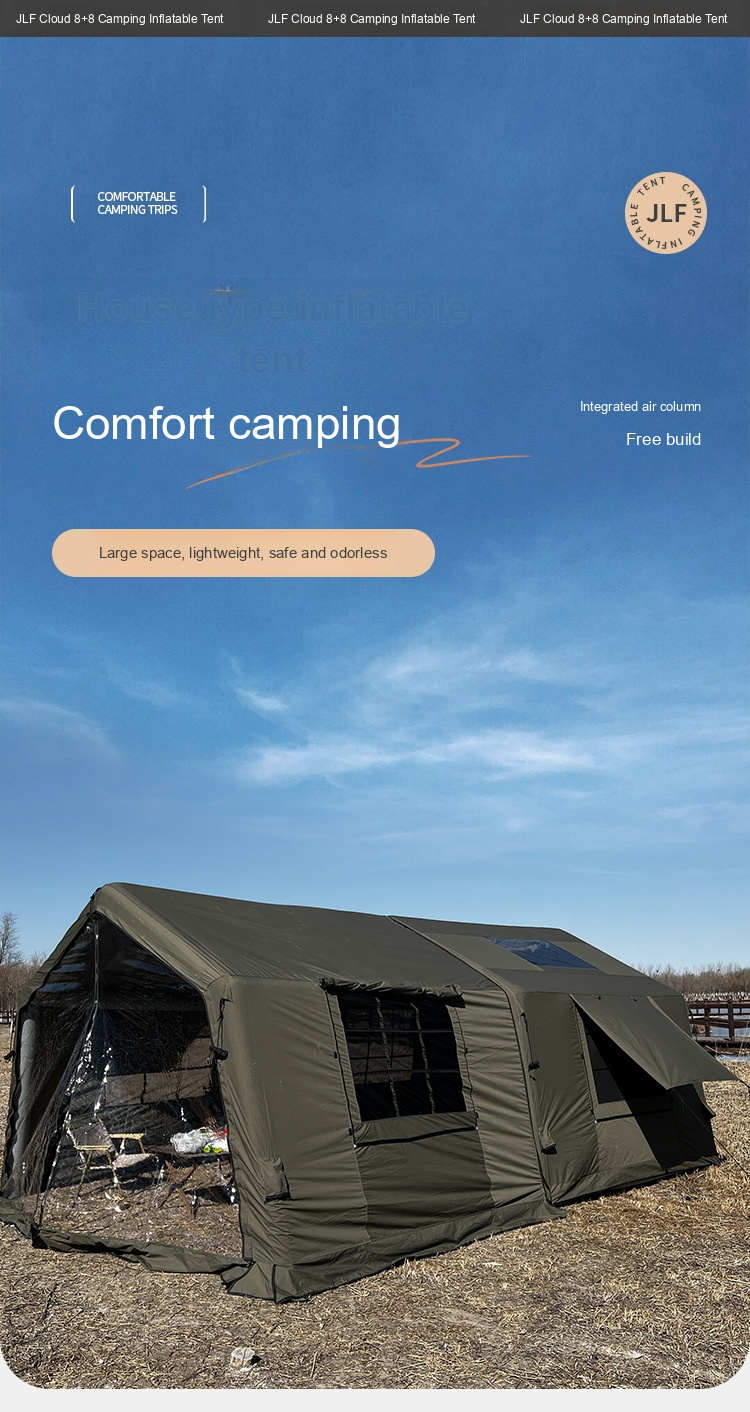 JLF Cloud 8+8 Camping Inflatable Tent JLF Cloud 8+8 Camping Inflatable Tent JLF Cloud 8+8 Camping Inflatable Tent
COMFORTABLE
CAMPING TRIPS
TENT CAMPING INFLATABLE
JLF
House type inflatable
tent
Comfort camping
Integrated air column
Free build
Large space, lightweight, safe and odorless